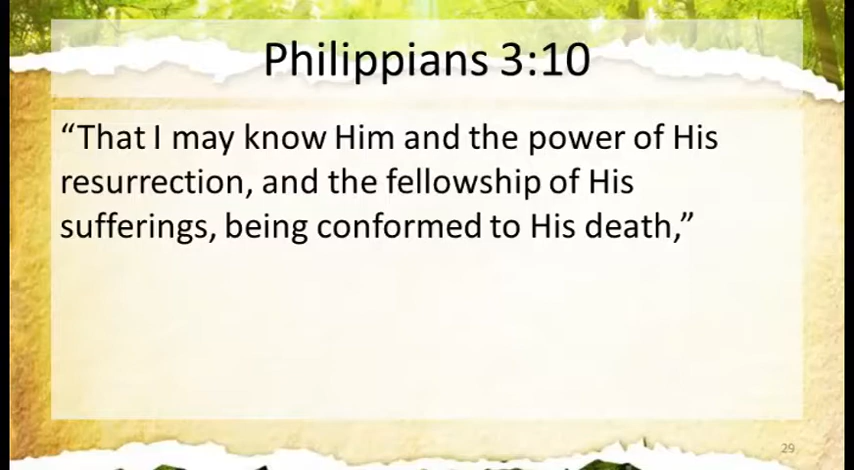 Philippians 3:10
“That I may know Him and the power of His
resurrection, and the fellowship of His
sufferings, being conformed to His death,”
29